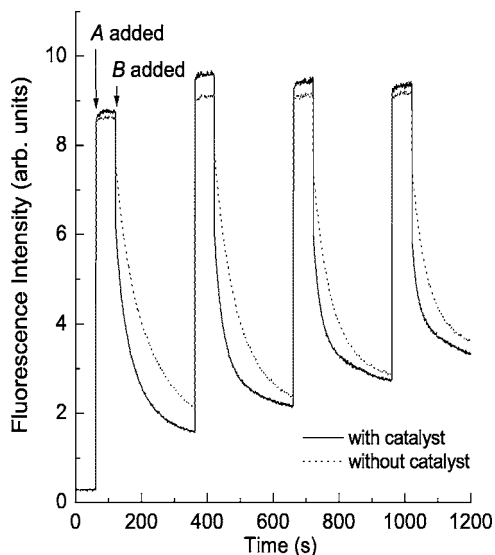 A added
B added
Fluorescence Intensity (arb. units)
10
8
6
4
2
0
with catalyst
without catalyst
0 200 400 600 800 1000 1200
Time (s)